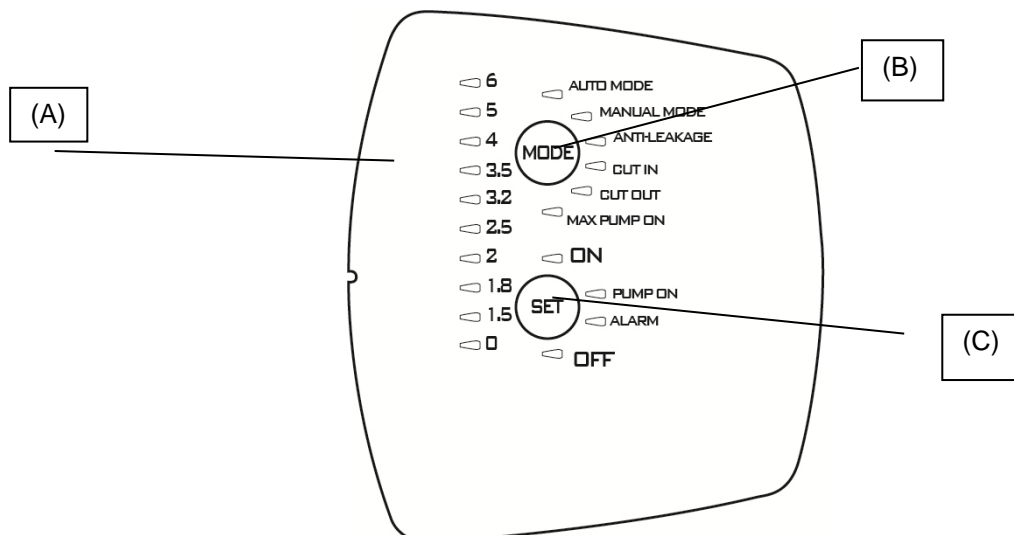 (A)
(B)
(C)
6
5
4
3.5
3.2
2.5
2
1.8
1.5
0
AUTO MODE
MANUAL MODE
ANTI-LEAKAGE
MODE
CUT IN
CUT OUT
MAX PUMP ON
ON
PUMP ON
SET
ALARM
OFF